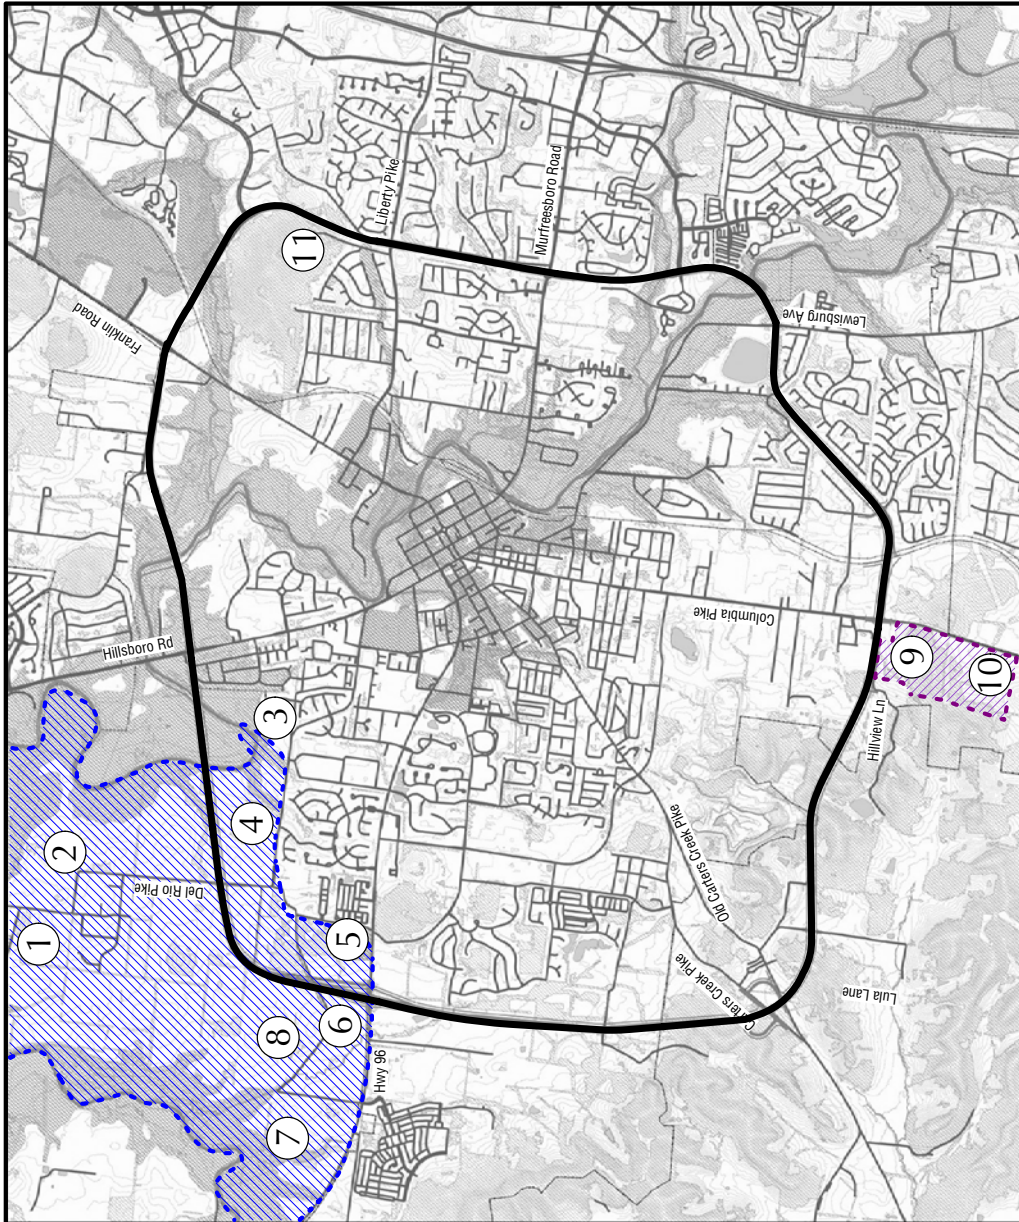 Liberty Pike
11
Murfreesboro Road
Franklin Road
Lewisburg Ave
Hillsboro Rd
Columbia Pike
9
10
3
Hillview Ln
4
2
Del Rio Pike
Old Carters Creek Pike
1
5
Carters Creek Pike
Lula Lane
6
8
Hwy 96
7